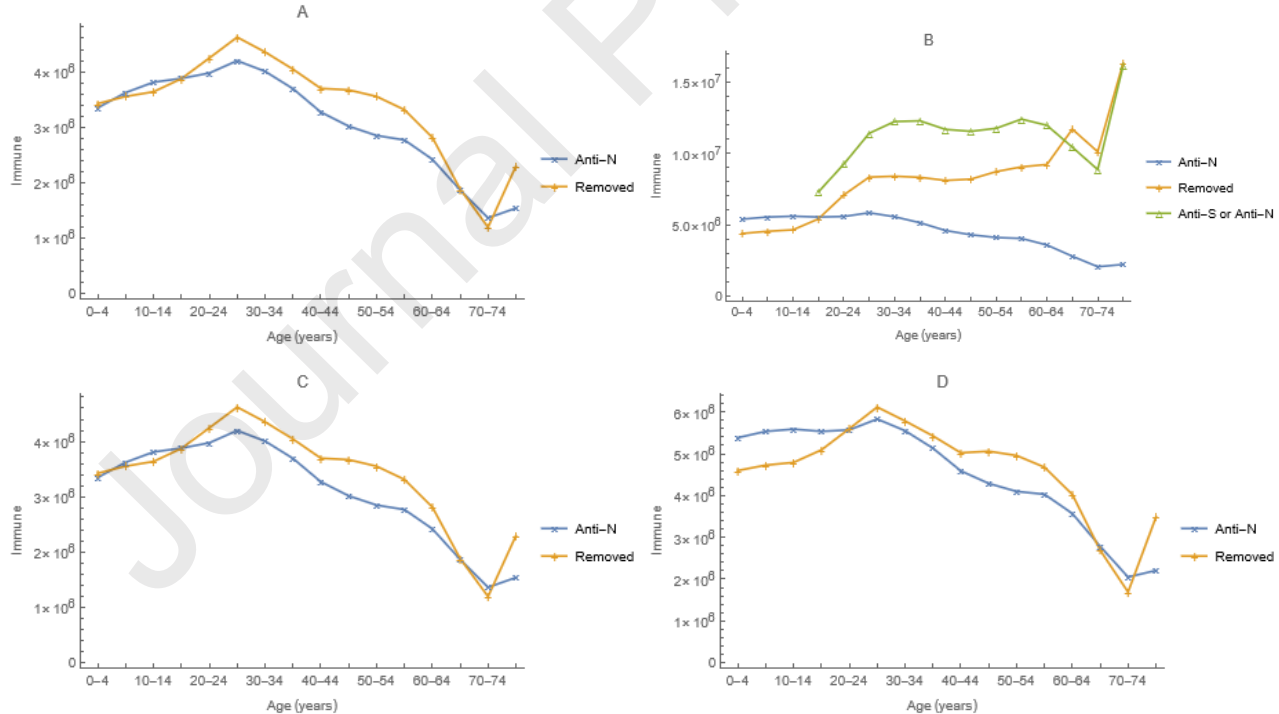 A
4× 10⁶
3× 10⁶
2× 10⁶
1× 10⁶
0
Immune
0–4 10–14 20–24 30–34 40–44 50–54 60–64 70–74
Age (years)
Anti–N
Removed
B
1.5× 10⁷
1.0× 10⁷
5.0× 10⁶
0
Immune
0–4 10–14 20–24 30–34 40–44 50–54 60–64 70–74
Age (years)
Anti–N
Removed
Anti–S or Anti–N
C
4× 10⁶
3× 10⁶
2× 10⁶
1× 10⁶
0
Immune
0–4 10–14 20–24 30–34 40–44 50–54 60–64 70–74
Age (years)
Anti–N
Removed
D
6× 10⁶
5× 10⁶
4× 10⁶
3× 10⁶
2× 10⁶
1× 10⁶
0
Immune
0–4 10–14 20–24 30–34 40–44 50–54 60–64 70–74
Age (years)
Anti–N
Removed
Journal P